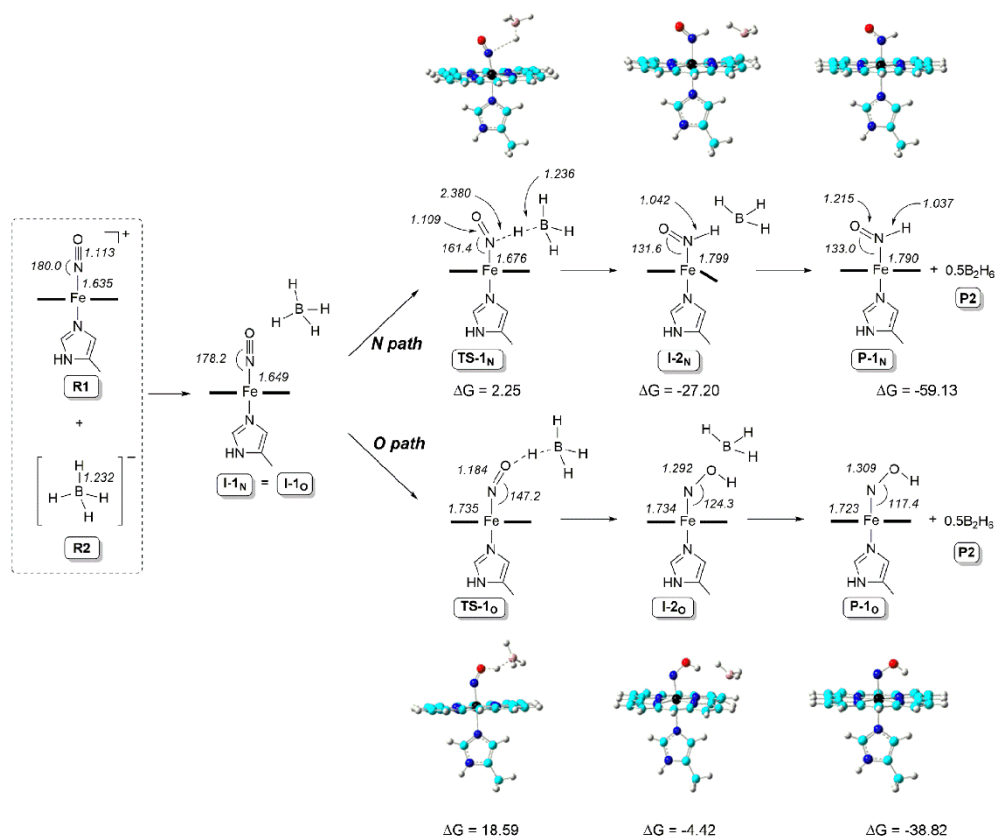 1.236
2.380
1.109
O
H
H
B
H
H
N
161.4
1.676
Fe
N
HN
TS-1N
ΔG = 2.25
1.042
O
H
N
H
B
H
H
131.6
1.799
Fe
N
HN
I-2N
ΔG = -27.20
1.215
1.037
O
H
N
133.0
1.790
Fe
N
HN
P-1N
ΔG = -59.13
+ 0.5B2H6
P2
+
O
1.113
N
180.0
1.635
Fe
N
HN
R1
+
−
H
1.232
H
B
H
H
R2
H
B
H
H
H
O
178.2
N
1.649
Fe
N
HN
I-1N = I-1O
N path
O path
1.184
O
H
H
B
H
H
N
147.2
1.735
Fe
N
HN
TS-1O
1.292
O
H
N
H
B
H
H
124.3
1.734
Fe
N
HN
I-2O
1.309
OH
N
117.4
1.723
Fe
N
HN
P-1O
+ 0.5B2H6
P2
ΔG = 18.59
ΔG = -4.42
ΔG = -38.82